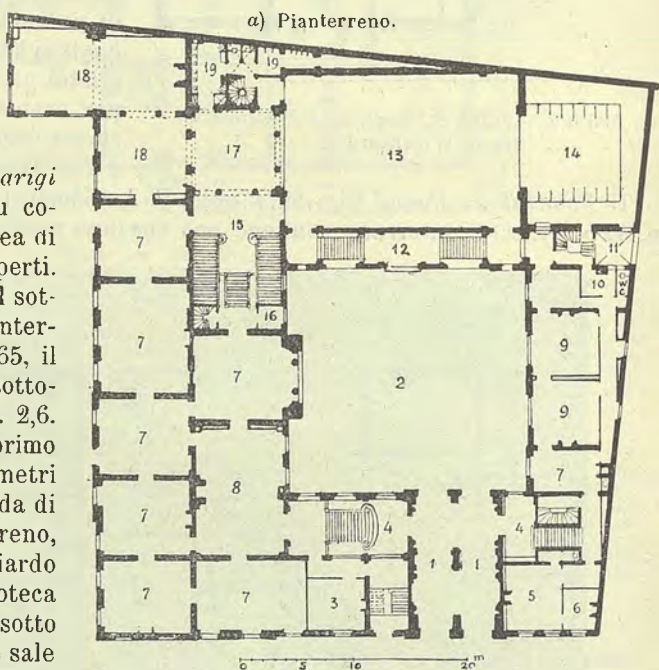 a) Pianterreno.
18
19
19
18
17
13
14
7
15
12
11
10
16
7
7
2
9
9
7
7
8
7
4
4
1
1
7
7
3
5
6
0 5 10 20 m
arigi
u co-
ea di
berti.
sot-
nter-
65, il
otto-
. 2,6.
primo
metri
da di
reno,
iardo
oteca
sotto
sale